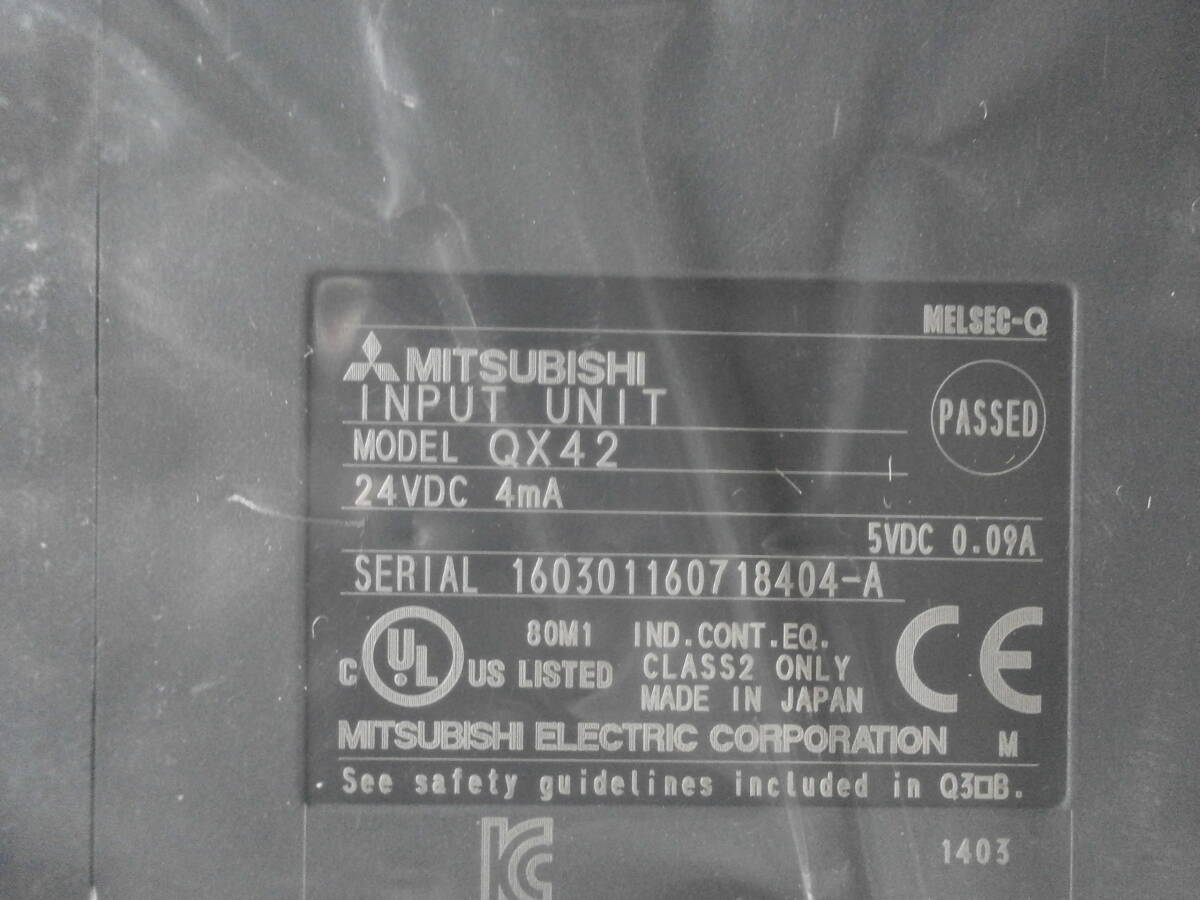 MELSEC-Q
MITSUBISHI
INPUT UNIT
PASSED
MODEL QX42
24VDC 4mA
5VDC 0.09A
SERIAL 160301160718404-A
C UL US LISTED 80M1 IND.CONT.EQ.
CLASS2 ONLY
MADE IN JAPAN
CE
MITSUBISHI ELECTRIC CORPORATION M
See safety guidelines included in Q3□B.
KC
1403